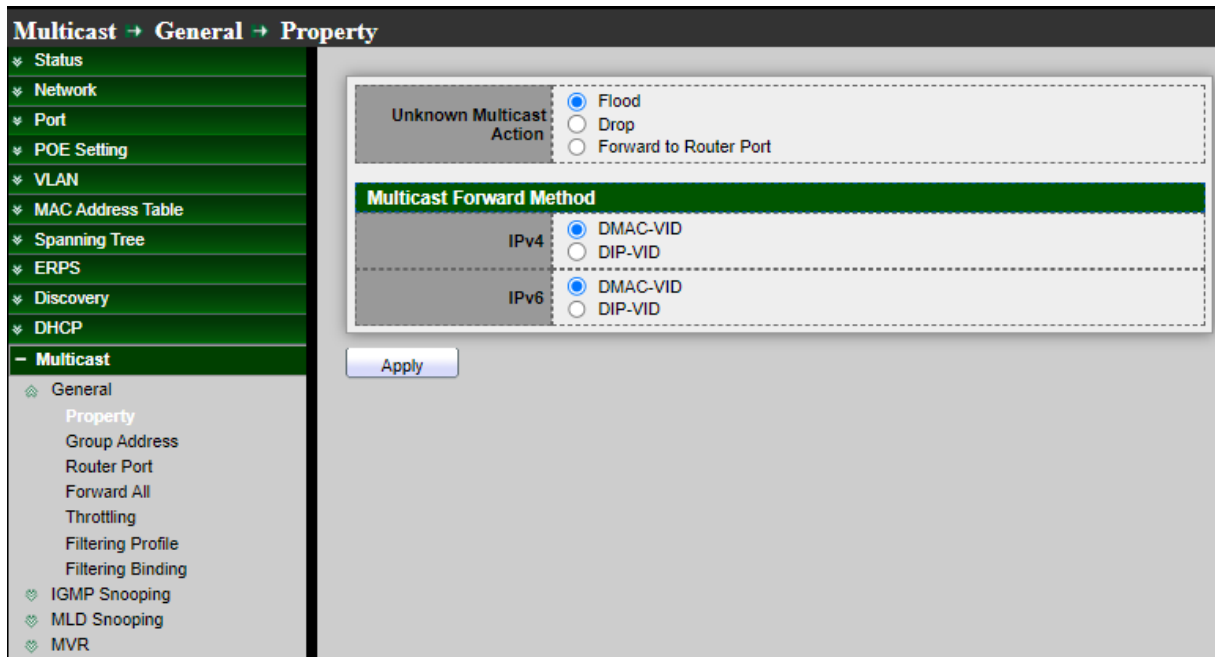 Multicast → General → Property
Status
Network
Port
POE Setting
VLAN
MAC Address Table
Spanning Tree
ERPS
Discovery
DHCP
Multicast
General
Property
Group Address
Router Port
Forward All
Throttling
Filtering Profile
Filtering Binding
IGMP Snooping
MLD Snooping
MVR
Unknown Multicast
Action
Flood
Drop
Forward to Router Port
Multicast Forward Method
IPv4
DMAC-VID
DIP-VID
IPv6
DMAC-VID
DIP-VID
Apply